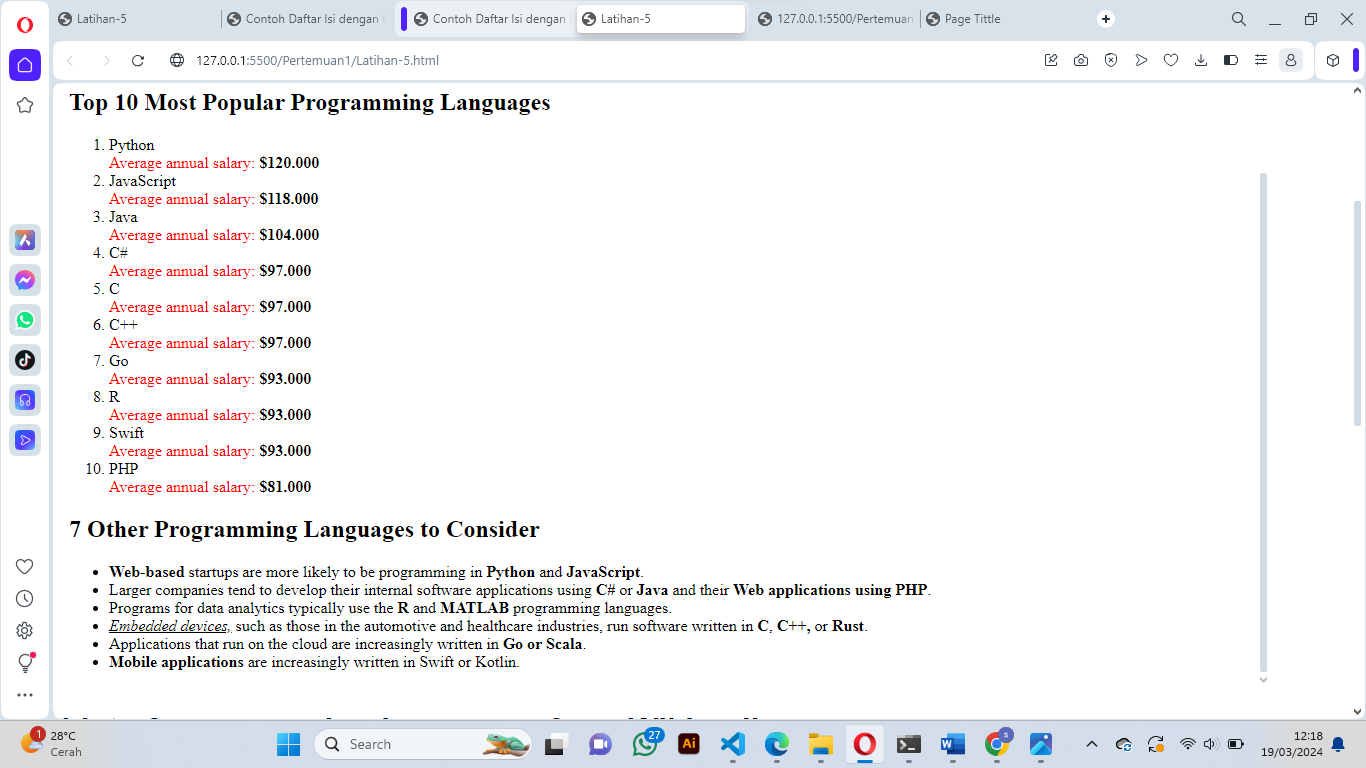 Latihan-5
Contoh Daftar Isi dengan
Contoh Daftar Isi dengan
Latihan-5
127.0.0.1:5500/Pertemuan
Page Tittle
127.0.0.1:5500/Pertemuan1/Latihan-5.html
Top 10 Most Popular Programming Languages
1. Python
Average annual salary: $120.000
2. JavaScript
Average annual salary: $118.000
3. Java
Average annual salary: $104.000
4. C#
Average annual salary: $97.000
5. C
Average annual salary: $97.000
6. C++
Average annual salary: $97.000
7. Go
Average annual salary: $93.000
8. R
Average annual salary: $93.000
9. Swift
Average annual salary: $93.000
10. PHP
Average annual salary: $81.000
7 Other Programming Languages to Consider
• Web-based startups are more likely to be programming in Python and JavaScript.
• Larger companies tend to develop their internal software applications using C# or Java and their Web applications using PHP.
• Programs for data analytics typically use the R and MATLAB programming languages.
• Embedded devices, such as those in the automotive and healthcare industries, run software written in C, C++, or Rust.
• Applications that run on the cloud are increasingly written in Go or Scala.
• Mobile applications are increasingly written in Swift or Kotlin.
1
28°C
Cerah
Search
27
Ai
s
12:18
19/03/2024